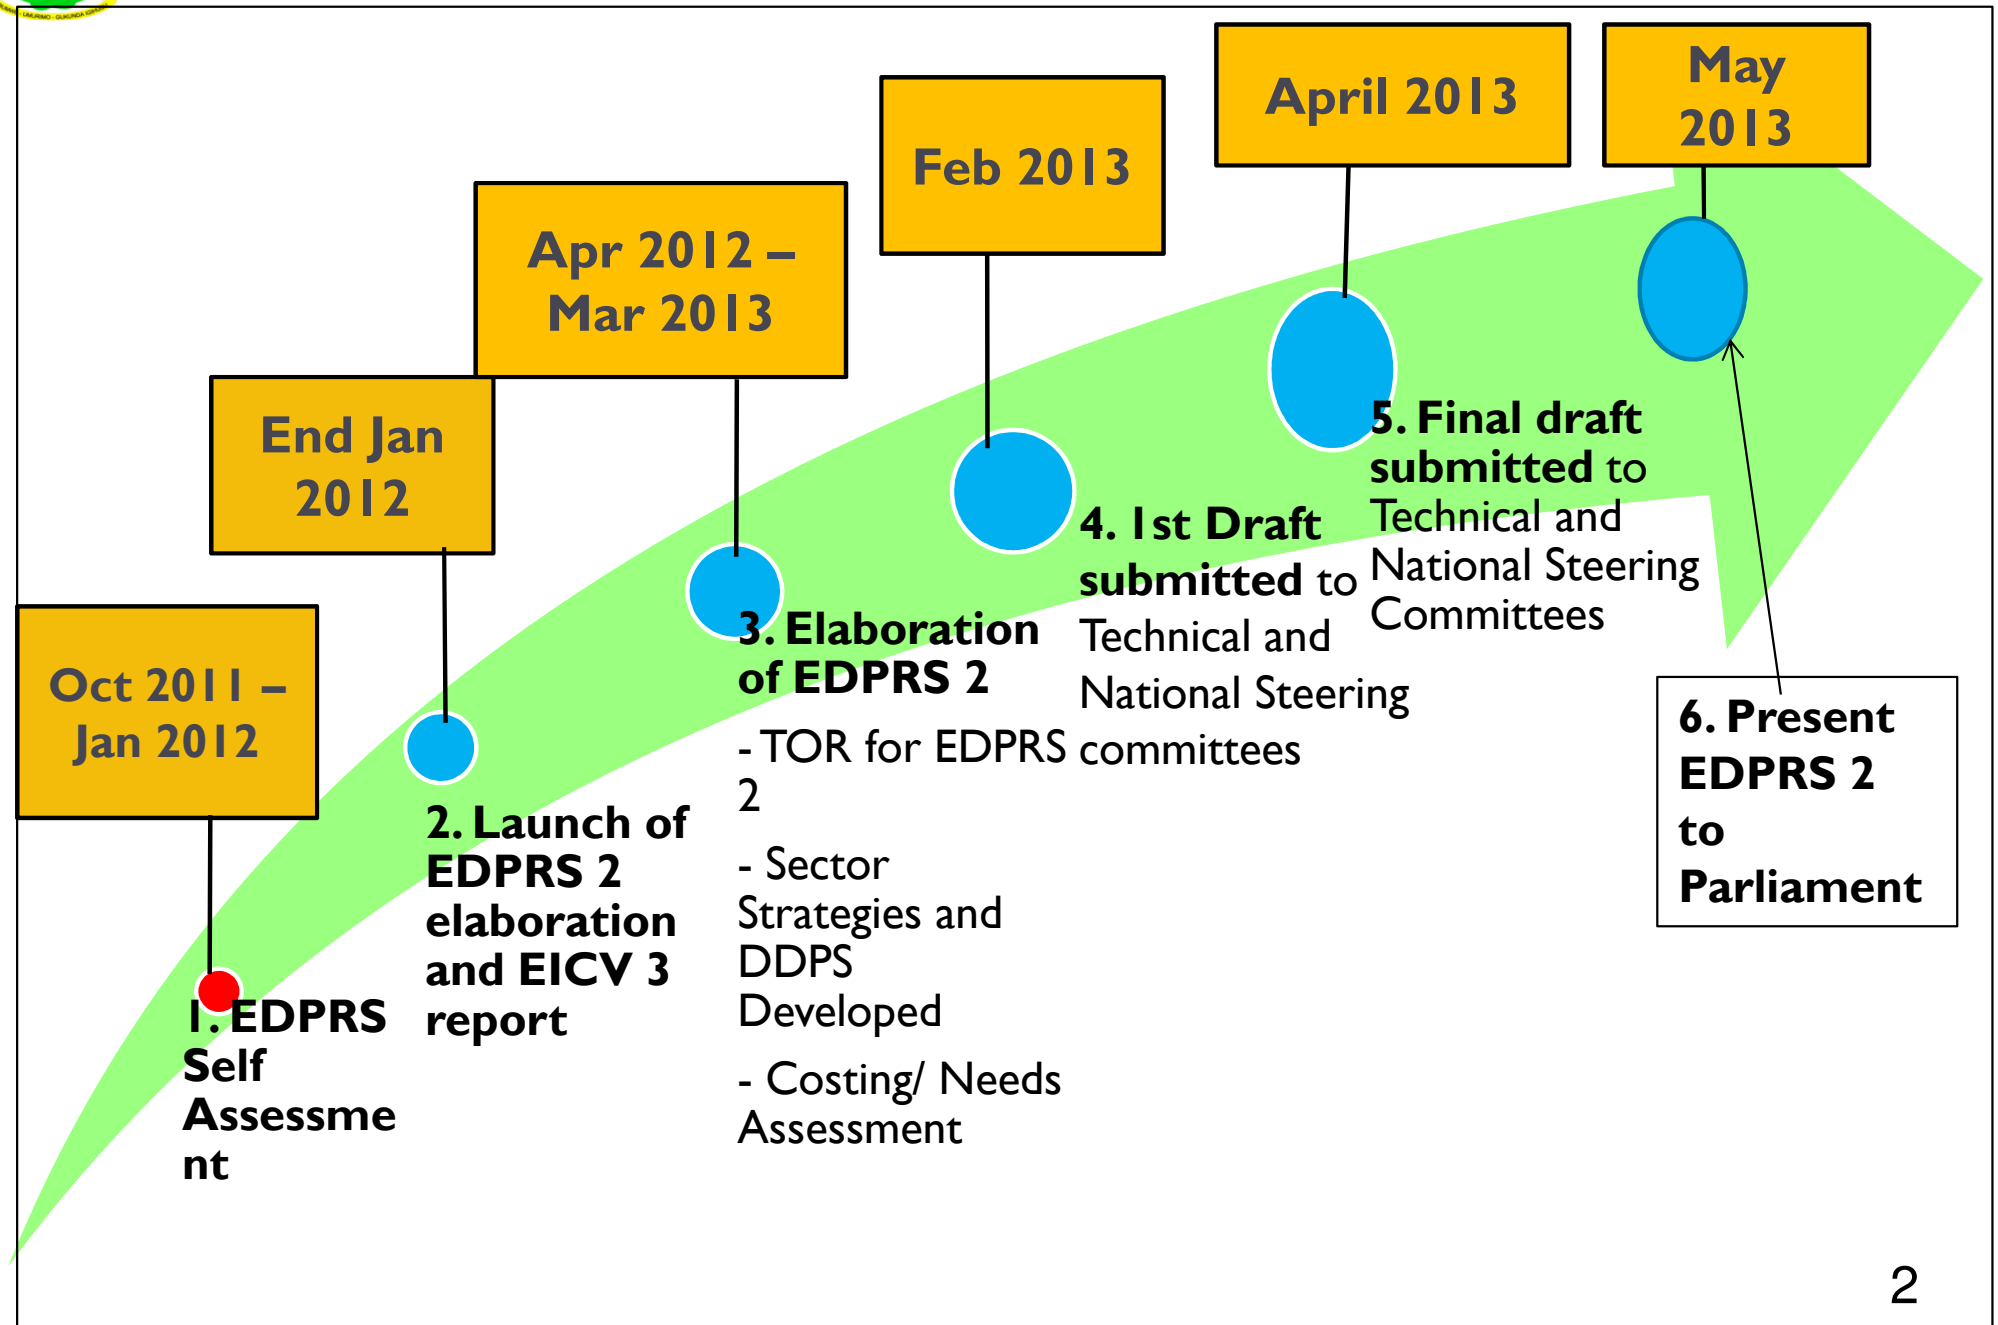 UMURIMO - GUKUNDA
May
2013
April 2013
Feb 2013
Apr 2012 –
Mar 2013
End Jan
2012
Oct 2011 –
Jan 2012
1. EDPRS
Self
Assessme
nt
2. Launch of
EDPRS 2
elaboration
and EICV 3
report
3. Elaboration
of EDPRS 2
- TOR for EDPRS
2
- Sector
Strategies and
DDPS
Developed
- Costing/ Needs
Assessment
4. 1st Draft
submitted to
Technical and
National Steering
committees
5. Final draft
submitted to
Technical and
National Steering
Committees
6. Present
EDPRS 2
to
Parliament
2